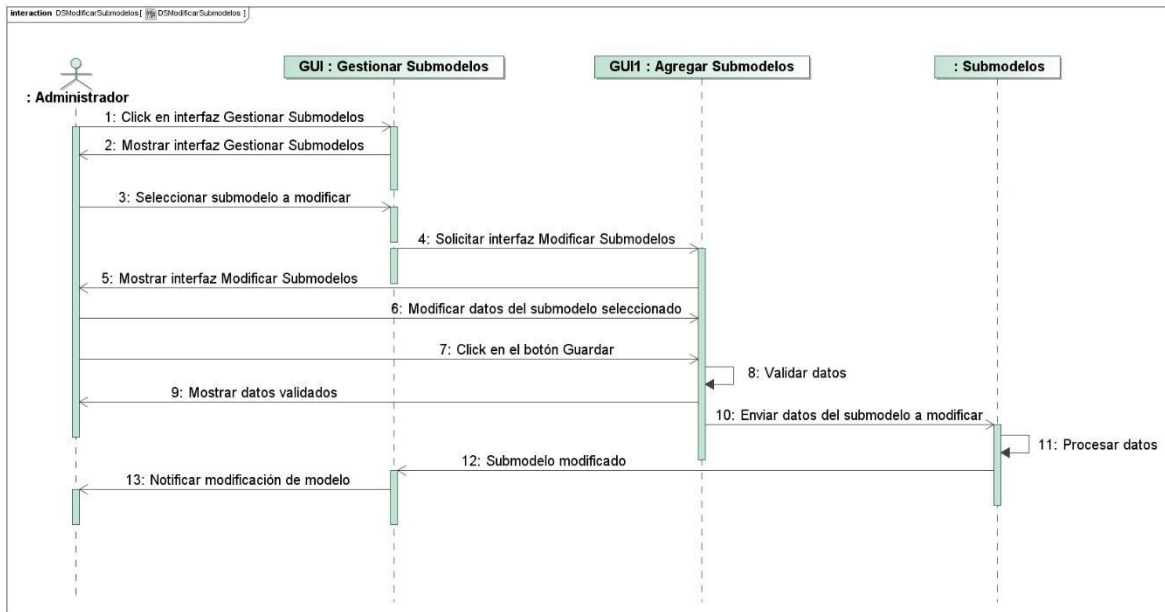 interaction DSModificarSubmodelos [ DSModificarSubmodelos ]
GUI : Gestionar Submodelos
GUI1 : Agregar Submodelos
: Submodelos
: Administrador
1: Click en interfaz Gestionar Submodelos
2: Mostrar interfaz Gestionar Submodelos
3: Seleccionar submodelo a modificar
4: Solicitar interfaz Modificar Submodelos
5: Mostrar interfaz Modificar Submodelos
6: Modificar datos del submodelo seleccionado
7: Click en el botón Guardar
8: Validar datos
9: Mostrar datos validados
10: Enviar datos del submodelo a modificar
11: Procesar datos
12: Submodelo modificado
13: Notificar modificación de modelo